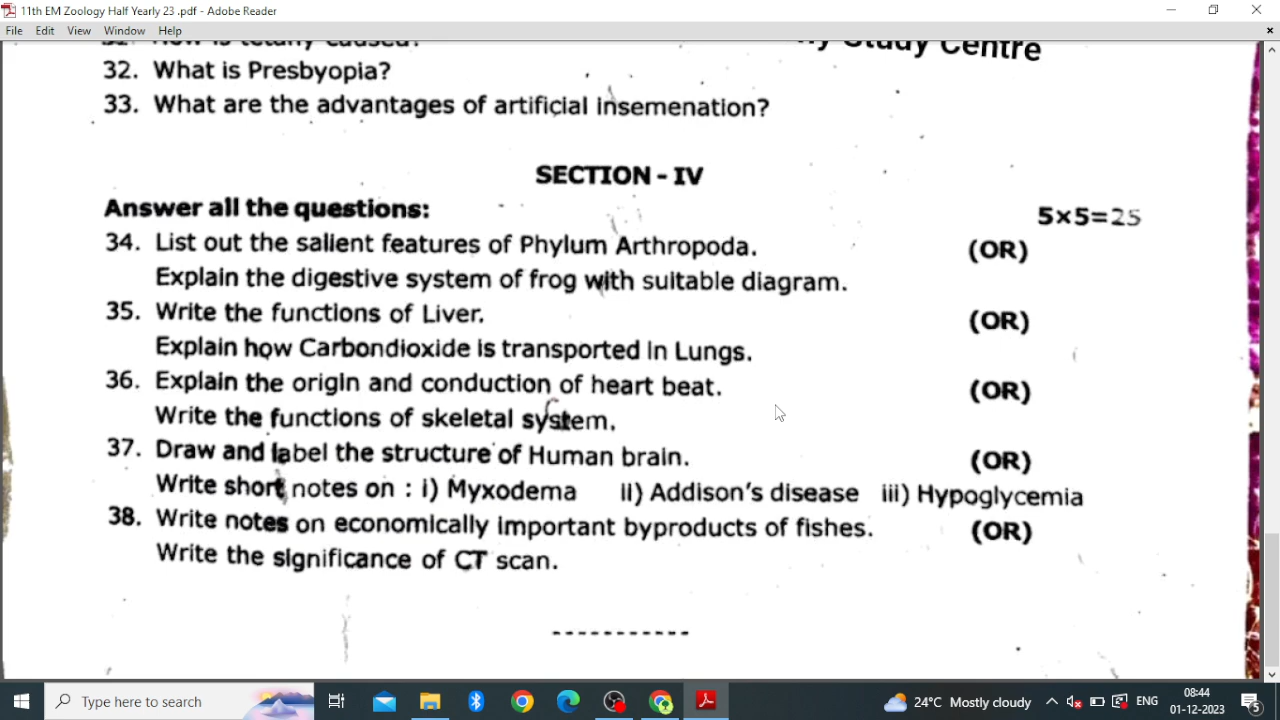 11th EM Zoology Half Yearly 23 .pdf - Adobe Reader
File Edit View Window Help
Study Centre
32. What is Presbyopia?
33. What are the advantages of artificial insemenation?
SECTION - IV
Answer all the questions:
5×5=25
34. List out the salient features of Phylum Arthropoda. (OR)
Explain the digestive system of frog with suitable diagram.
35. Write the functions of Liver. (OR)
Explain how Carbondioxide is transported in Lungs.
36. Explain the origin and conduction of heart beat. (OR)
Write the functions of skeletal system.
37. Draw and label the structure of Human brain. (OR)
Write short notes on : i) Myxodema ii) Addison's disease iii) Hypoglycemia
38. Write notes on economically important byproducts of fishes. (OR)
Write the significance of CT scan.
-----------
Type here to search
24°C Mostly cloudy
ENG
08:44
01-12-2023
5